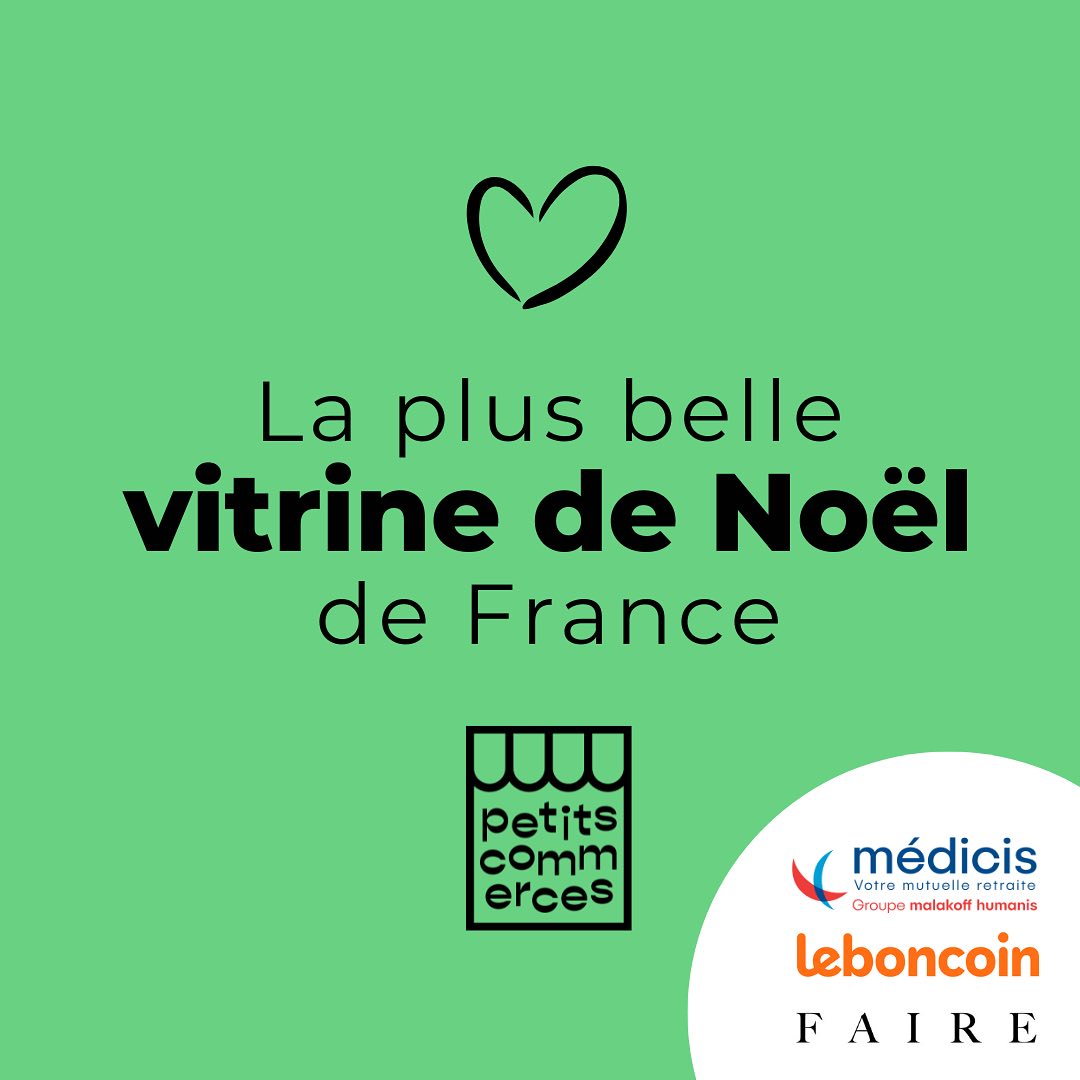 La plus belle
vitrine de Noël
de France
petits
comm
erces
médicis
Votre mutuelle retraite
Groupe malakoff humanis
leboncoin
FAIRE